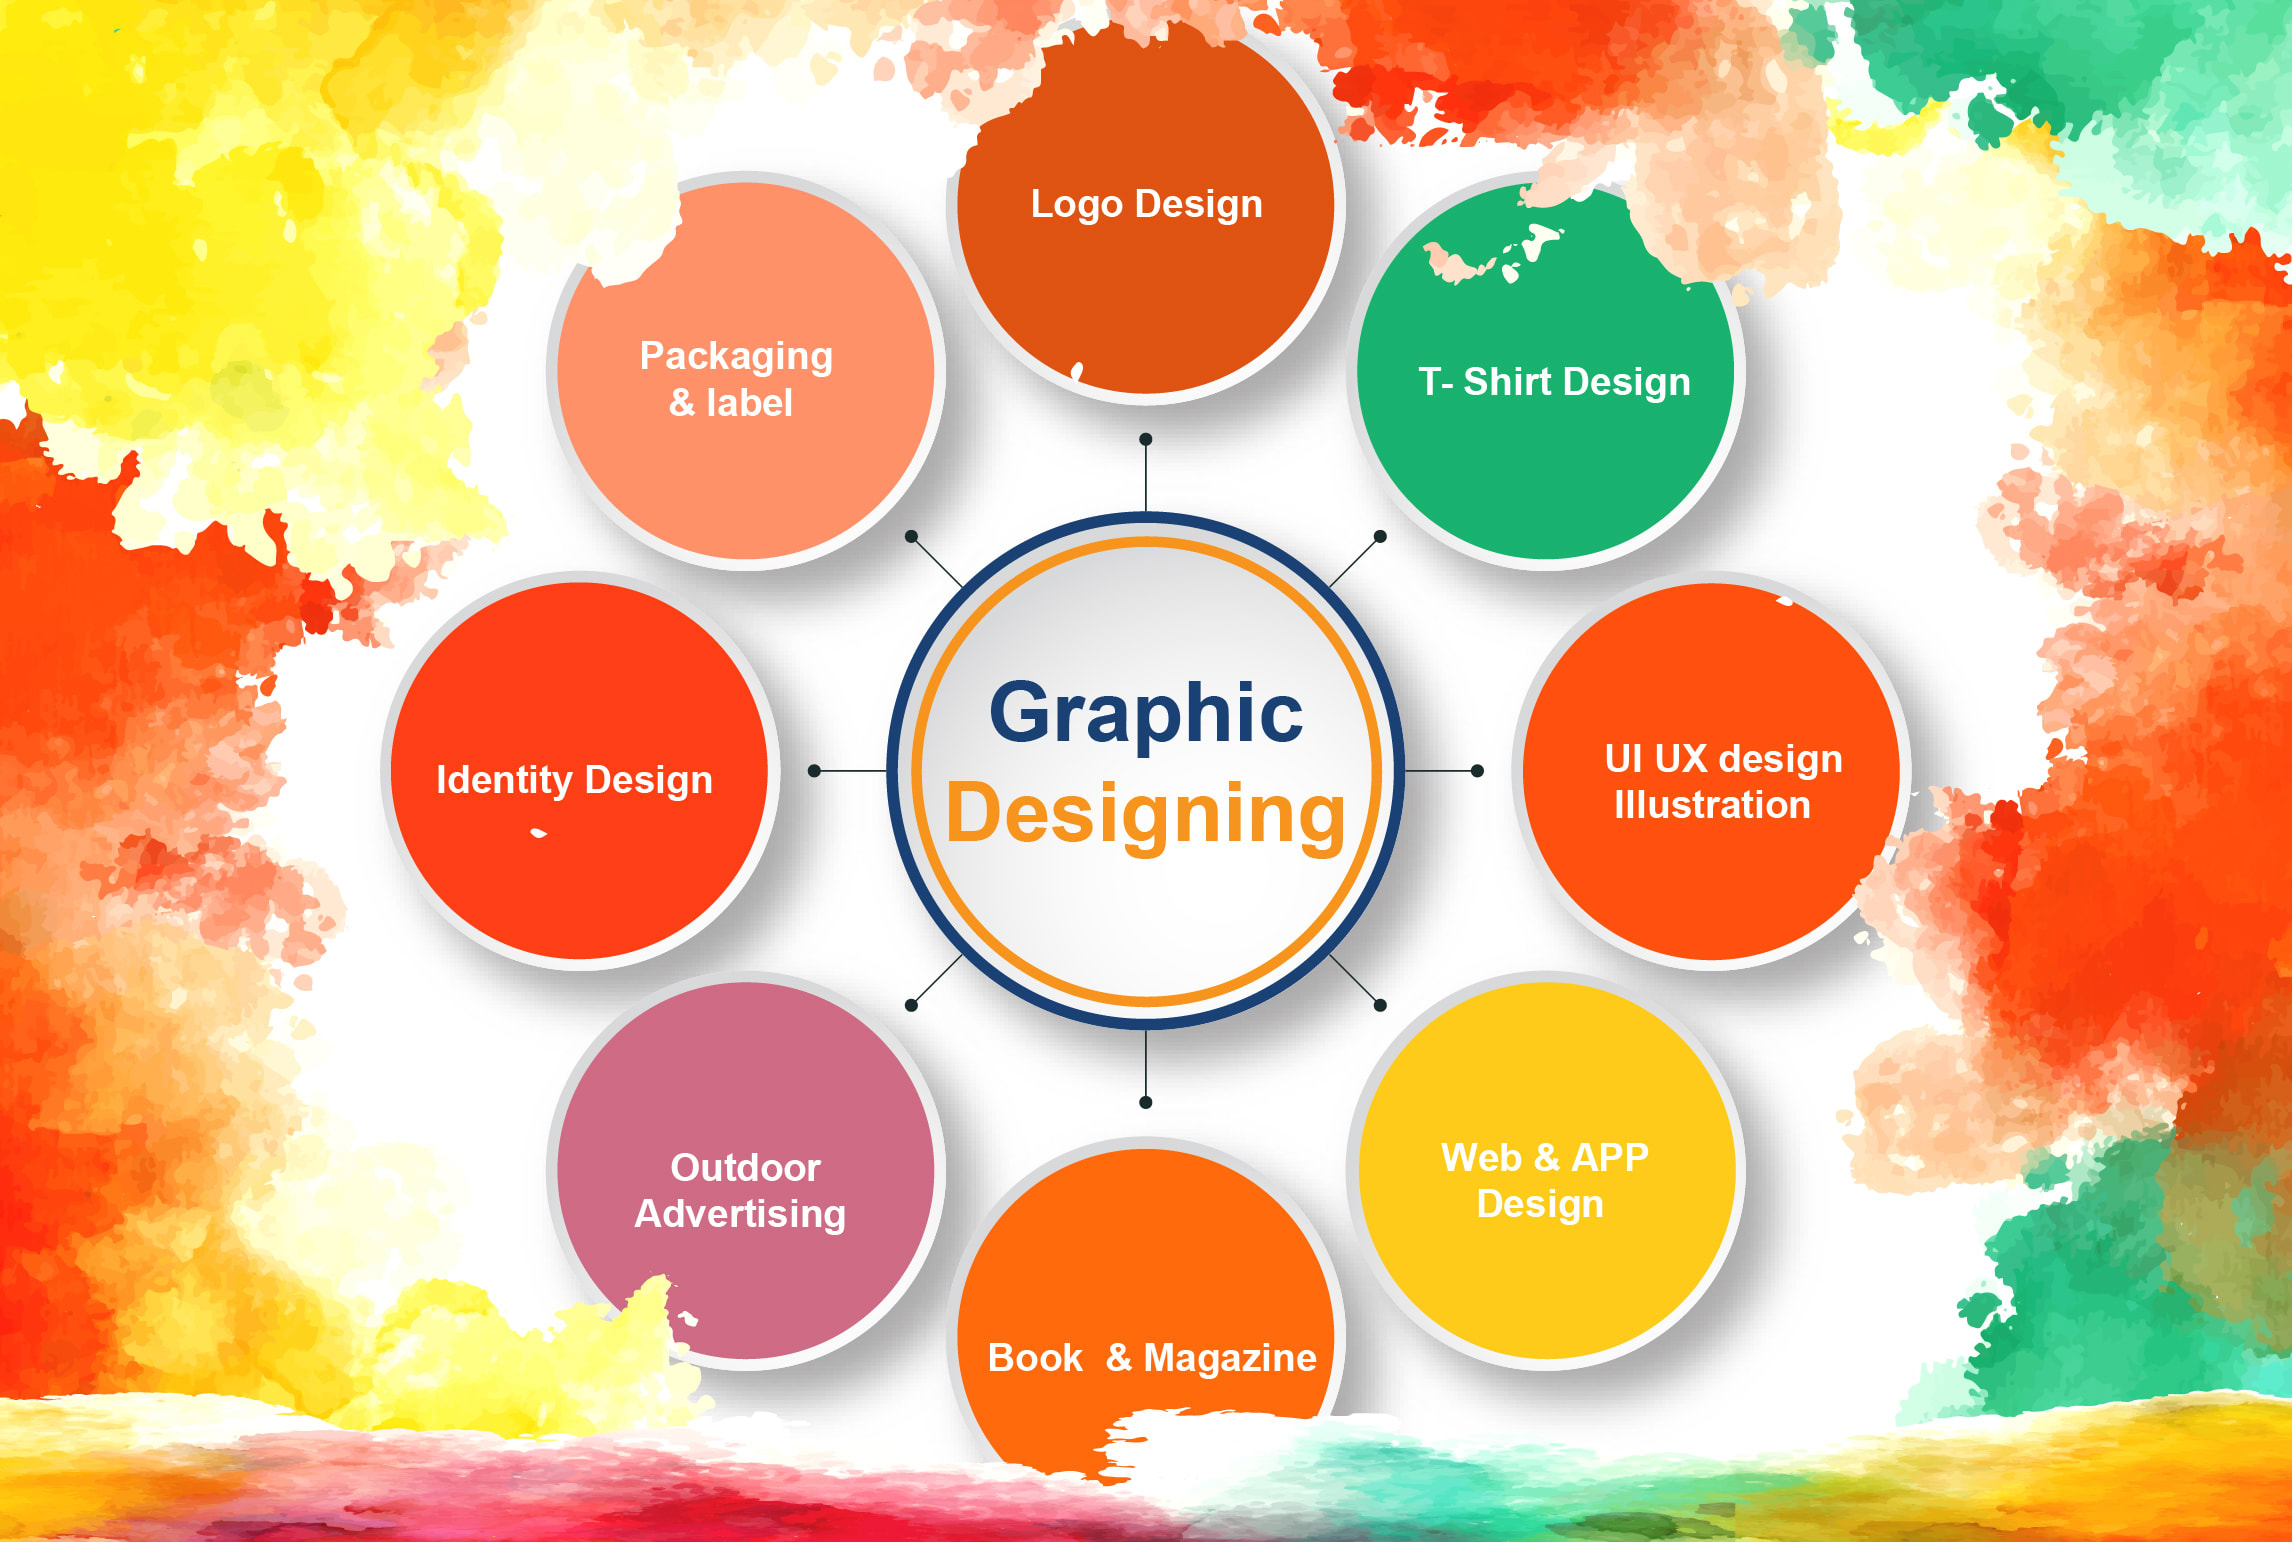 Logo Design
Packaging
& label
T- Shirt Design
Graphic
Designing
Identity Design
UI UX design
Illustration
Outdoor
Advertising
Web & APP
Design
Book  & Magazine